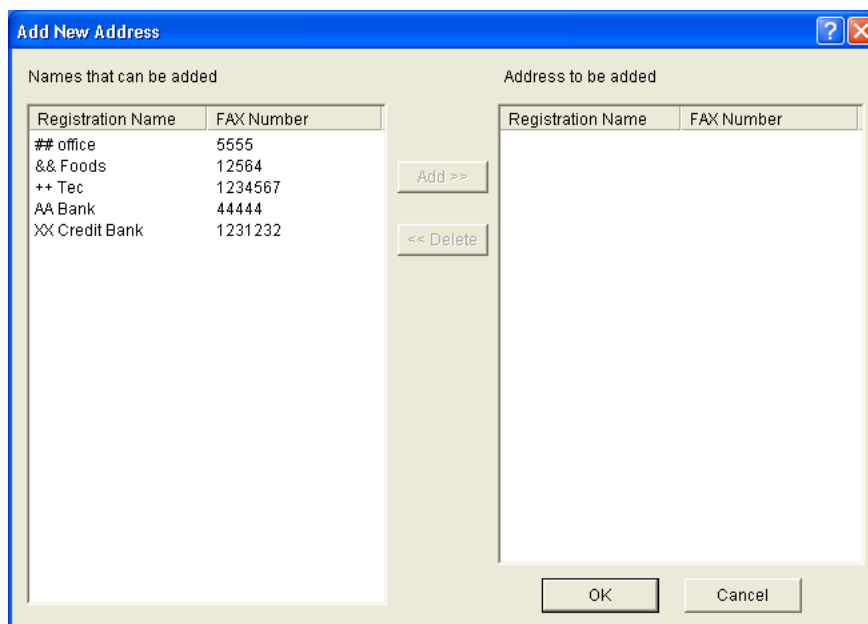 Add New Address
Names that can be added
Registration Name FAX Number
## office 5555
&& Foods 12564
++ Tec 1234567
AA Bank 44444
XX Credit Bank 1231232
Add >>
<< Delete
Address to be added
Registration Name FAX Number
OK Cancel